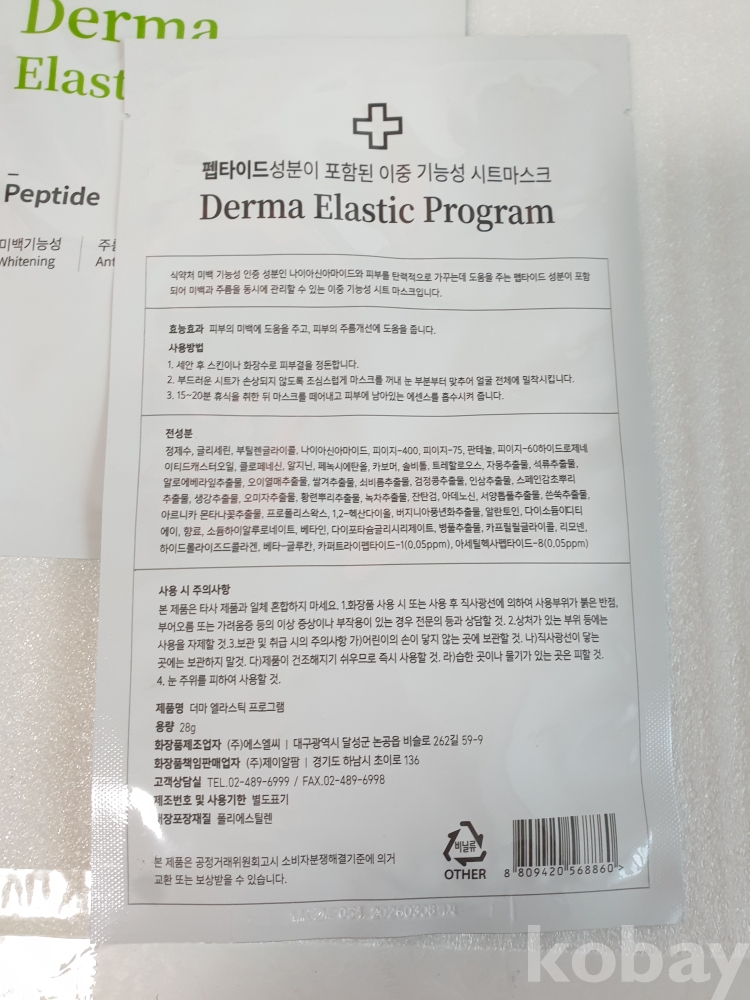 Derma
Elast
Peptide
미백기능성
주름
Whitening
Ant
펩타이드성분이 포함된 이중 기능성 시트마스크
Derma Elastic Program
식약처 미백 기능성 인증 성분인 나이아신아마이드와 피부를 탄력적으로 가꾸는데 도움을 주는 펩타이드 성분이 포함
되어 미백과 주름을 동시에 관리할 수 있는 이중 기능성 시트 마스크입니다.
효능효과 피부의 미백에 도움을 주고, 피부의 주름개선에 도움을 줍니다.
사용방법
1. 세안 후 스킨이나 화장수로 피부결을 정돈합니다.
2. 부드러운 시트가 손상되지 않도록 조심스럽게 마스크를 꺼내 눈 부분부터 맞추어 얼굴 전체에 밀착시킵니다.
3. 15~20분 휴식을 취한 뒤 마스크를 떼어내고 피부에 남아있는 에센스를 흡수시켜 줍니다.
전성분
정제수, 글리세린, 부틸렌글라이콜, 나이아신아마이드, 피이지-400, 피이지-75, 판테놀, 피이지-60하이드로제네
이티드캐스터오일, 클로페네신, 알지닌, 페녹시에탄올, 카보머, 솔비톨, 트레할로오스, 자몽추출물, 석류추출물,
알로에베라잎추출물, 오이열매추출물, 쌀겨추출물, 쇠비름추출물, 검정콩추출물, 인삼추출물, 스페인감초뿌리
추출물, 생강추출물, 오미자추출물, 황련뿌리추출물, 녹차추출물, 잔탄검, 아데노신, 서양톱풀추출물, 쓴쑥추출물,
아르니카 몬타나꽃추출물, 프로폴리스왁스, 1,2-헥산다이올, 버지니아풍년화추출물, 알란토인, 다이소듐이디티
에이, 향료, 소듐하이알루로네이트, 베타인, 다이포타슘글리시리제이트, 병풀추출물, 카프릴릴글라이콜, 리모넨,
하이드롤라이즈드콜라겐, 베타-글루칸, 카퍼트라이펩타이드-1(0.05ppm), 아세틸헥사펩타이드-8(0.05ppm)
사용 시 주의사항
본 제품은 타사 제품과 일체 혼합하지 마세요. 1.화장품 사용 시 또는 사용 후 직사광선에 의하여 사용부위가 붉은 반점,
부어오름 또는 가려움증 등의 이상 증상이나 부작용이 있는 경우 전문의 등과 상담할 것. 2.상처가 있는 부위 등에는
사용을 자제할 것.3.보관 및 취급 시의 주의사항 가)어린이의 손이 닿지 않는 곳에 보관할 것. 나)직사광선이 닿는
곳에는 보관하지 말것. 다)제품이 건조해지기 쉬우므로 즉시 사용할 것. 라)습한 곳이나 물기가 있는 곳은 피할 것.
4. 눈 주위를 피하여 사용할 것.
제품명 더마 엘라스틱 프로그램
용량 28g
화장품제조업자 (주)에스엘씨 | 대구광역시 달성군 논공읍 비슬로 262길 59-9
화장품책임판매업자 (주)제이알팜 | 경기도 하남시 초이로 136
고객상담실 TEL.02-489-6999 / FAX.02-489-6998
제조번호 및 사용기한 별도표기
내장포장재질 폴리에스틸렌
본 제품은 공정거래위원회고시 소비자분쟁해결기준에 의거
교환 또는 보상받을 수 있습니다.
비닐류
OTHER
8 809420 568860 >
kobay